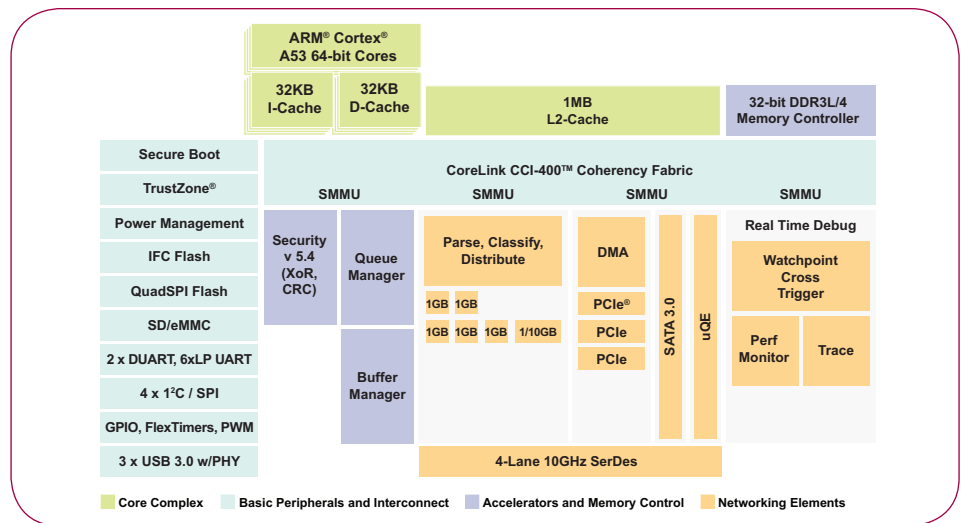 ARM® Cortex®
A53 64-bit Cores
32KB
I-Cache
32KB
D-Cache
1MB
L2-Cache
32-bit DDR3L/4
Memory Controller
Secure Boot
TrustZone®
Power Management
IFC Flash
QuadSPI Flash
SD/eMMC
2 x DUART, 6xLP UART
4 x 1²C / SPI
GPIO, FlexTimers, PWM
3 x USB 3.0 w/PHY
CoreLink CCI-400™ Coherency Fabric
SMMU SMMU SMMU SMMU
Security
v 5.4
(XoR,
CRC)
Queue
Manager
Buffer
Manager
Parse, Classify,
Distribute
1GB 1GB
1GB 1GB 1GB 1/10GB
DMA
PCIe®
PCIe
PCIe
SATA 3.0
uQE
Real Time Debug
Watchpoint
Cross
Trigger
Perf
Monitor
Trace
4-Lane 10GHz SerDes
Core Complex Basic Peripherals and Interconnect Accelerators and Memory Control Networking Elements